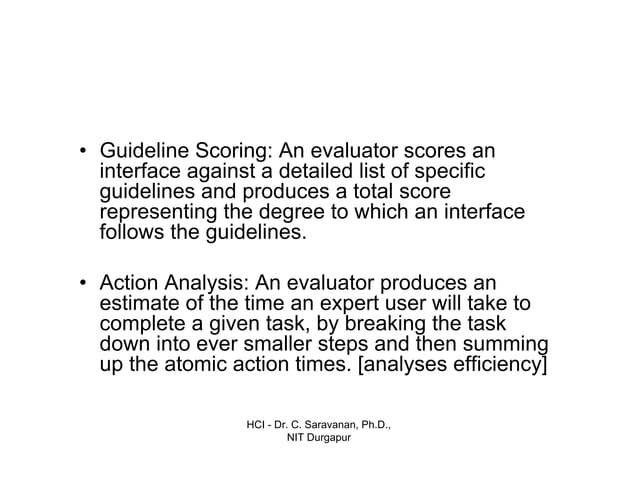 • Guideline Scoring: An evaluator scores an
interface against a detailed list of specific
guidelines and produces a total score
representing the degree to which an interface
follows the guidelines.
• Action Analysis: An evaluator produces an
estimate of the time an expert user will take to
complete a given task, by breaking the task
down into ever smaller steps and then summing
up the atomic action times. [analyses efficiency]
HCI - Dr. C. Saravanan, Ph.D.,
NIT Durgapur